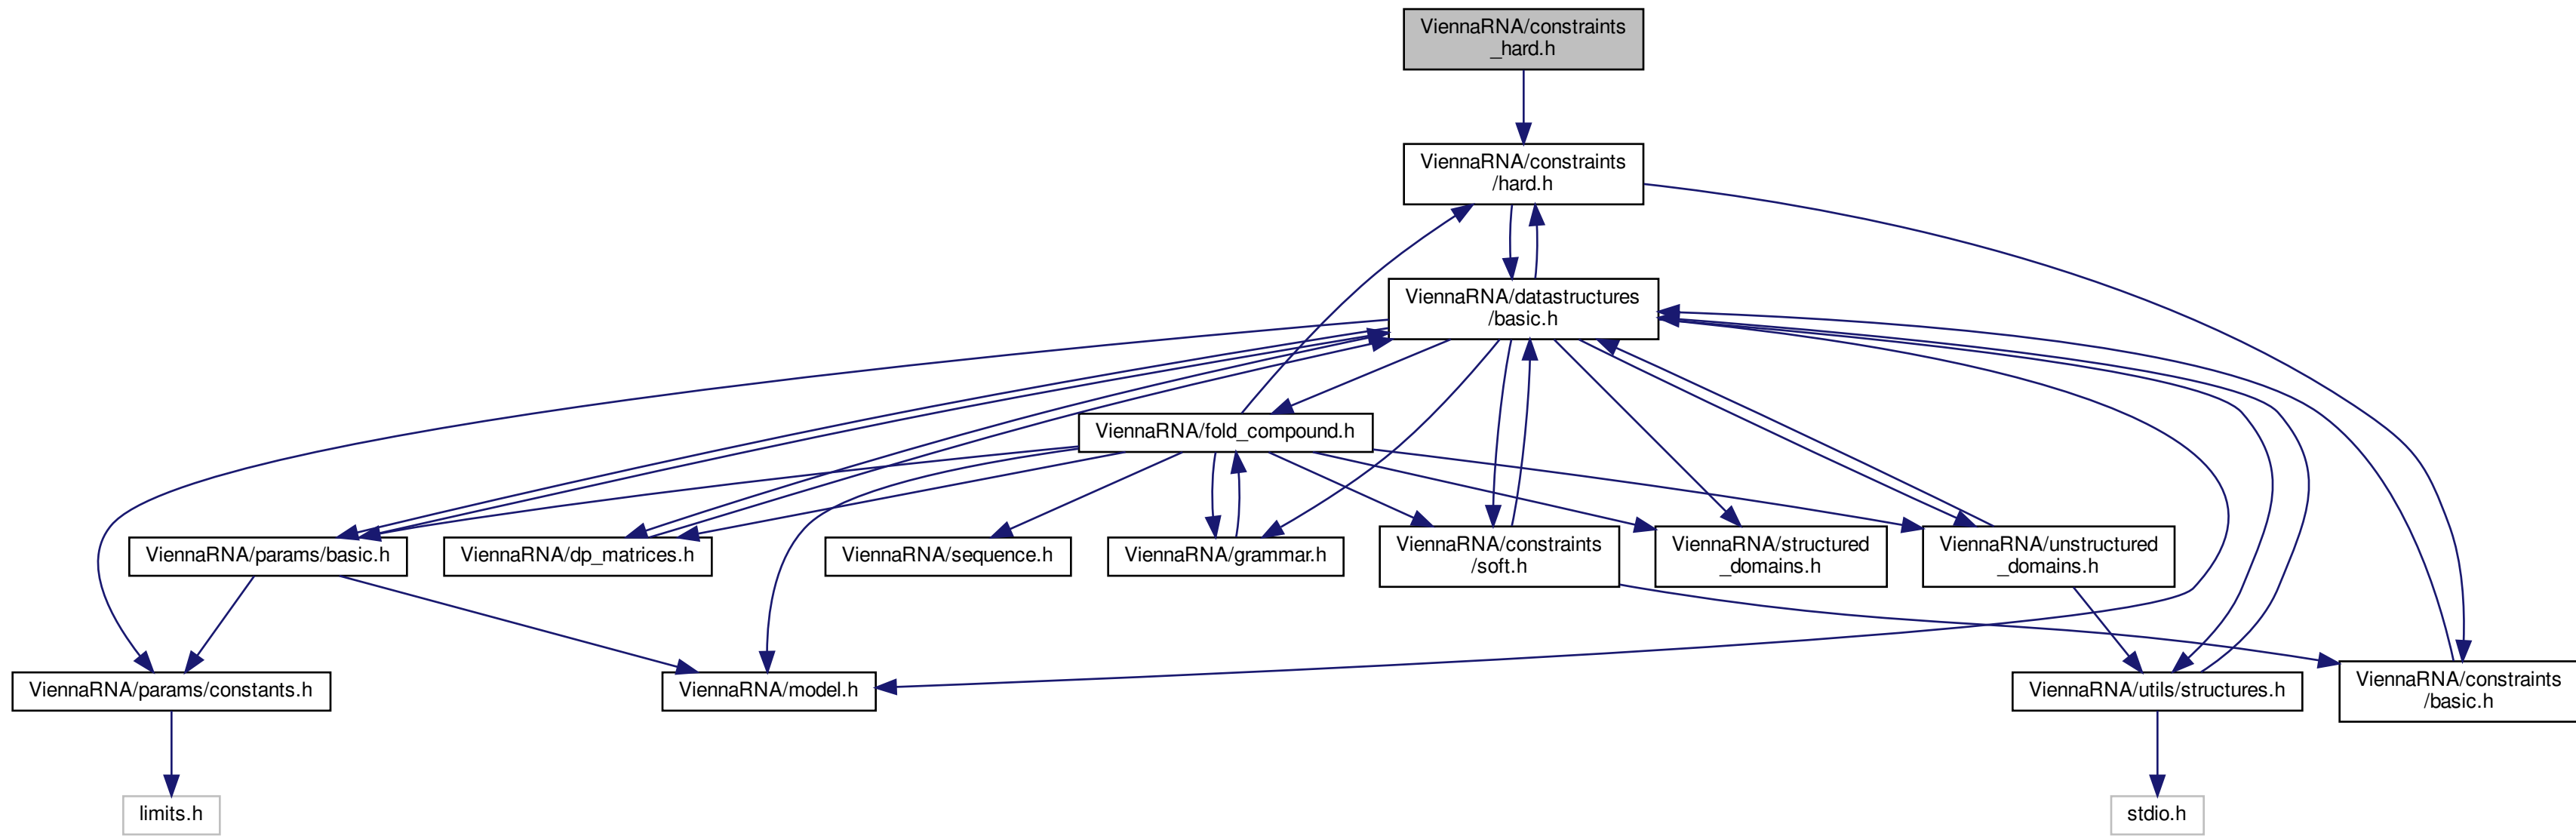 ViennaRNA/constraints
_hard.h
ViennaRNA/constraints
/hard.h
ViennaRNA/datastructures
/basic.h
ViennaRNA/fold_compound.h
ViennaRNA/params/basic.h
ViennaRNA/dp_matrices.h
ViennaRNA/sequence.h
ViennaRNA/grammar.h
ViennaRNA/constraints
/soft.h
ViennaRNA/structured
_domains.h
ViennaRNA/unstructured
_domains.h
ViennaRNA/params/constants.h
ViennaRNA/model.h
ViennaRNA/utils/structures.h
ViennaRNA/constraints
/basic.h
limits.h
stdio.h